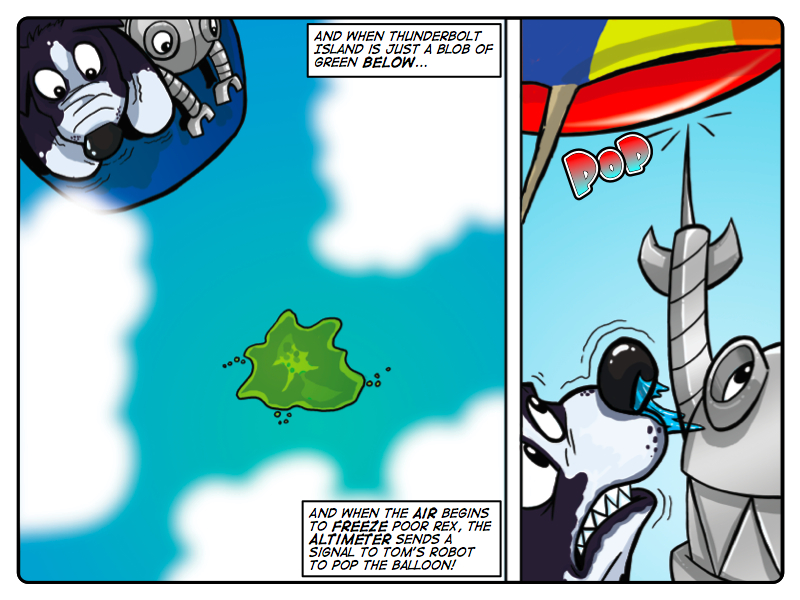 AND WHEN THUNDERBOLT
ISLAND IS JUST A BLOB OF
GREEN BELOW...
AND WHEN THE AIR BEGINS
TO FREEZE POOR REX, THE
ALTIMETER SENDS A
SIGNAL TO TOM'S ROBOT
TO POP THE BALLOON!
POP